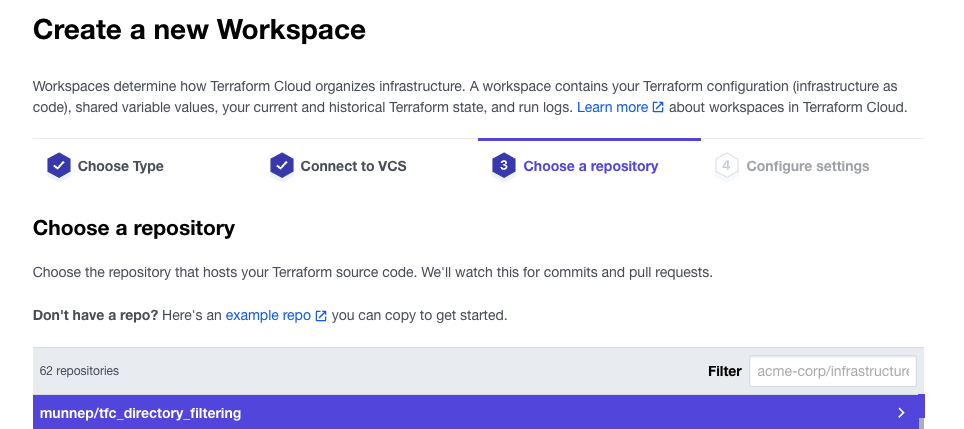 Create a new Workspace
Workspaces determine how Terraform Cloud organizes infrastructure. A workspace contains your Terraform configuration (infrastructure as
code), shared variable values, your current and historical Terraform state, and run logs. Learn more about workspaces in Terraform Cloud.
Choose Type
Connect to VCS
3 Choose a repository
4 Configure settings
Choose a repository
Choose the repository that hosts your Terraform source code. We'll watch this for commits and pull requests.
Don't have a repo? Here's an example repo you can copy to get started.
62 repositories
Filter acme-corp/infrastructure
munnep/tfc_directory_filtering